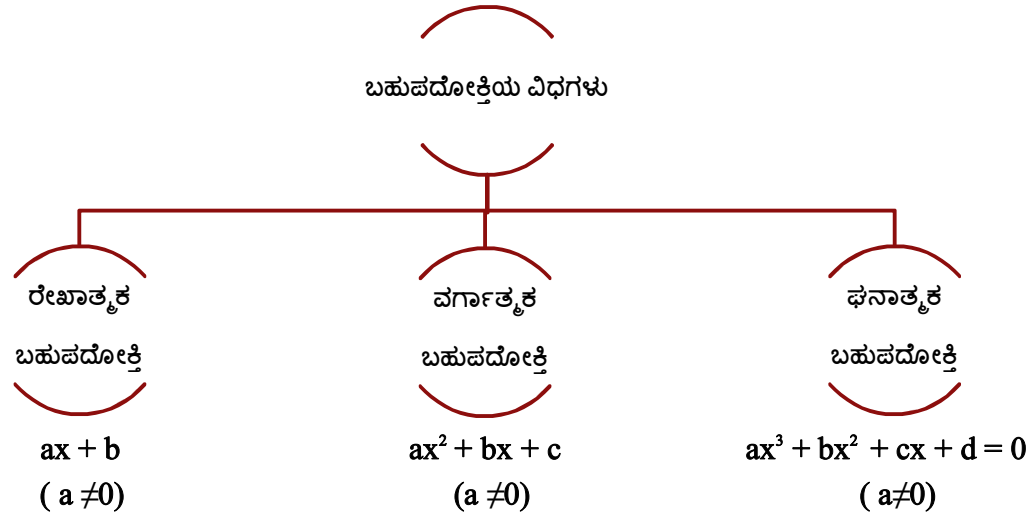 ಬಹುಪದೋಕ್ತಿಯ ವಿಧಗಳು
ರೇಖಾತ್ಮಕ
ಬಹುಪದೋಕ್ತಿ
ax + b
( a ≠0)
ವರ್ಗಾತ್ಮಕ
ಬಹುಪದೋಕ್ತಿ
ax² + bx + c
(a ≠0)
ಘನಾತ್ಮಕ
ಬಹುಪದೋಕ್ತಿ
ax³ + bx² + cx + d = 0
( a≠0)